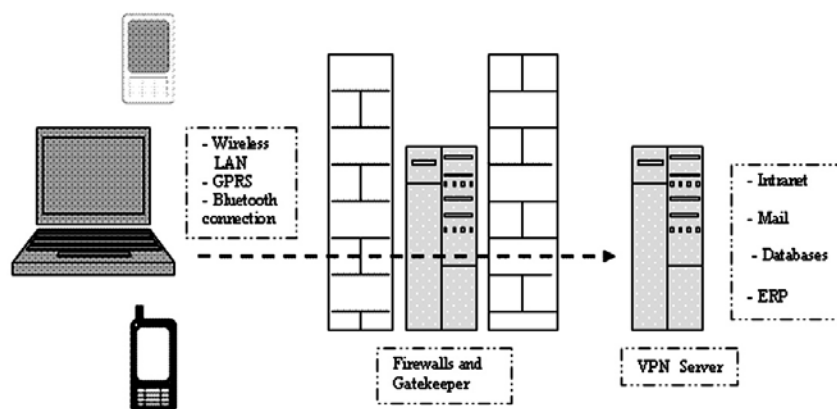 - Wireless
LAN
- GPRS
- Bluetooth
connection
Firewalls and
Gatekeeper
VPN Server
- Intranet
- Mail
- Databases
- ERP